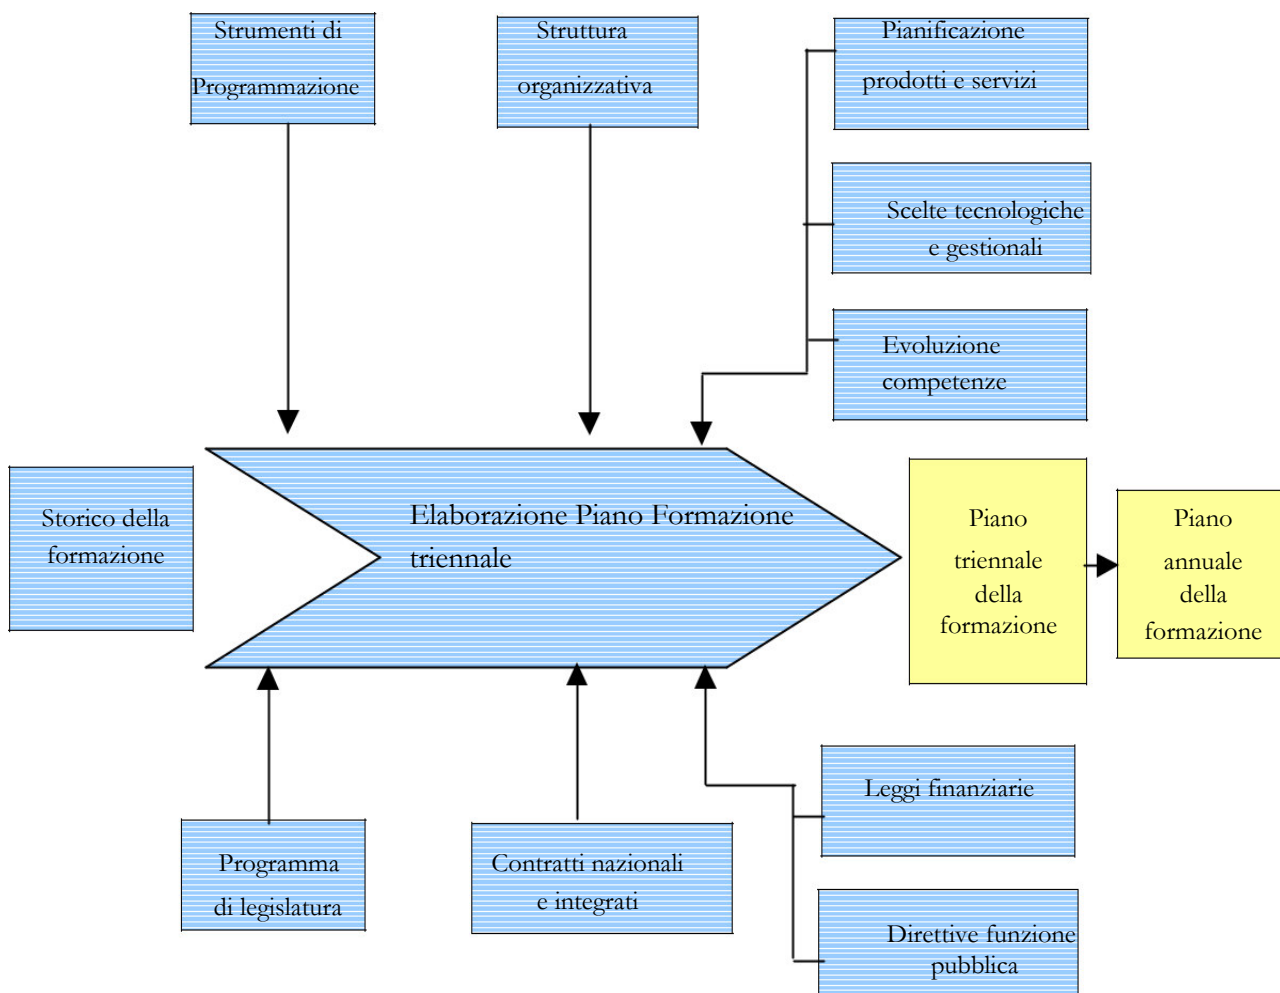 Strumenti di
Programmazione
Struttura
organizzativa
Pianificazione
prodotti e servizi
Scelte tecnologiche
e gestionali
Evoluzione
competenze
Storico della
formazione
Elaborazione Piano Formazione
triennale
Piano
triennale
della
formazione
Piano
annuale
della
formazione
Programma
di legislatura
Contratti nazionali
e integrati
Leggi finanziarie
Direttive funzione
pubblica